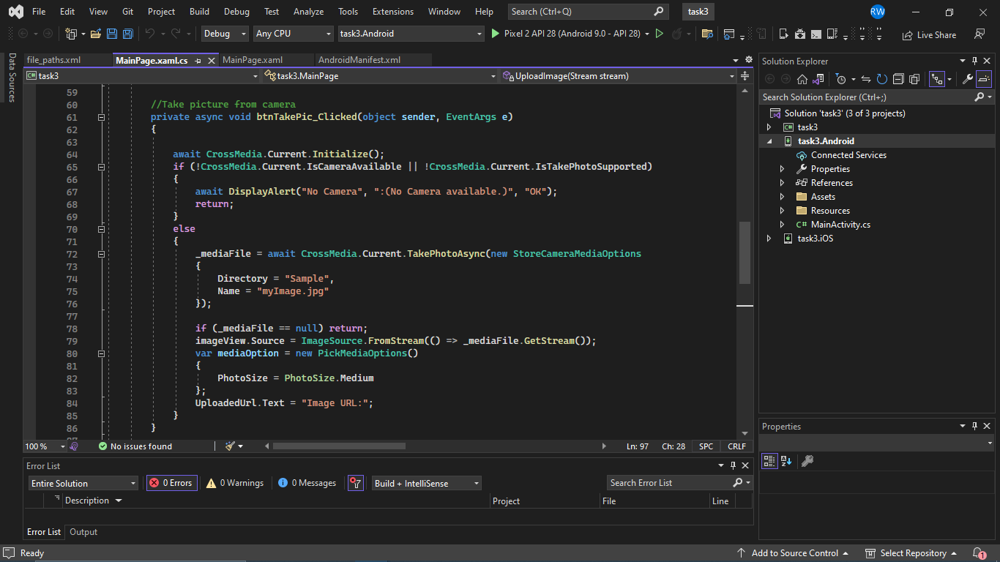 File Edit View Git Project Build Debug Test Analyze Tools Extensions Window Help Search (Ctrl+Q) task3 RW
Debug Any CPU task3.Android Pixel 2 API 28 (Android 9.0 - API 28) Live Share
Data Sources
file_paths.xml MainPage.xaml.cs MainPage.xaml AndroidManifest.xml
task3 task3.MainPage UploadImage(Stream stream)
59
60 //Take picture from camera
61 private async void btnTakePic_Clicked(object sender, EventArgs e)
62 {
63
64 await CrossMedia.Current.Initialize();
65 if (!CrossMedia.Current.IsCameraAvailable || !CrossMedia.Current.IsTakePhotoSupported)
66 {
67 await DisplayAlert("No Camera", ":(No Camera available.)", "OK");
68 return;
69 }
70 else
71 {
72 _mediaFile = await CrossMedia.Current.TakePhotoAsync(new StoreCameraMediaOptions
73 {
74 Directory = "Sample",
75 Name = "myImage.jpg"
76 });
77
78 if (_mediaFile == null) return;
79 imageView.Source = ImageSource.FromStream(() => _mediaFile.GetStream());
80 var mediaOption = new PickMediaOptions()
81 {
82 PhotoSize = PhotoSize.Medium
83 };
84 UploadedUrl.Text = "Image URL:";
85 }
86 }
100 % No issues found Ln: 97 Ch: 28 SPC CRLF
Error List
Entire Solution 0 Errors 0 Warnings 0 Messages Build + IntelliSense Search Error List
Description Project File Line
Error List Output
Solution Explorer
Search Solution Explorer (Ctrl+;)
Solution 'task3' (3 of 3 projects)
C# task3
task3.Android
Connected Services
Properties
References
Assets
Resources
C# MainActivity.cs
task3.iOS
Properties
Ready Add to Source Control Select Repository 1